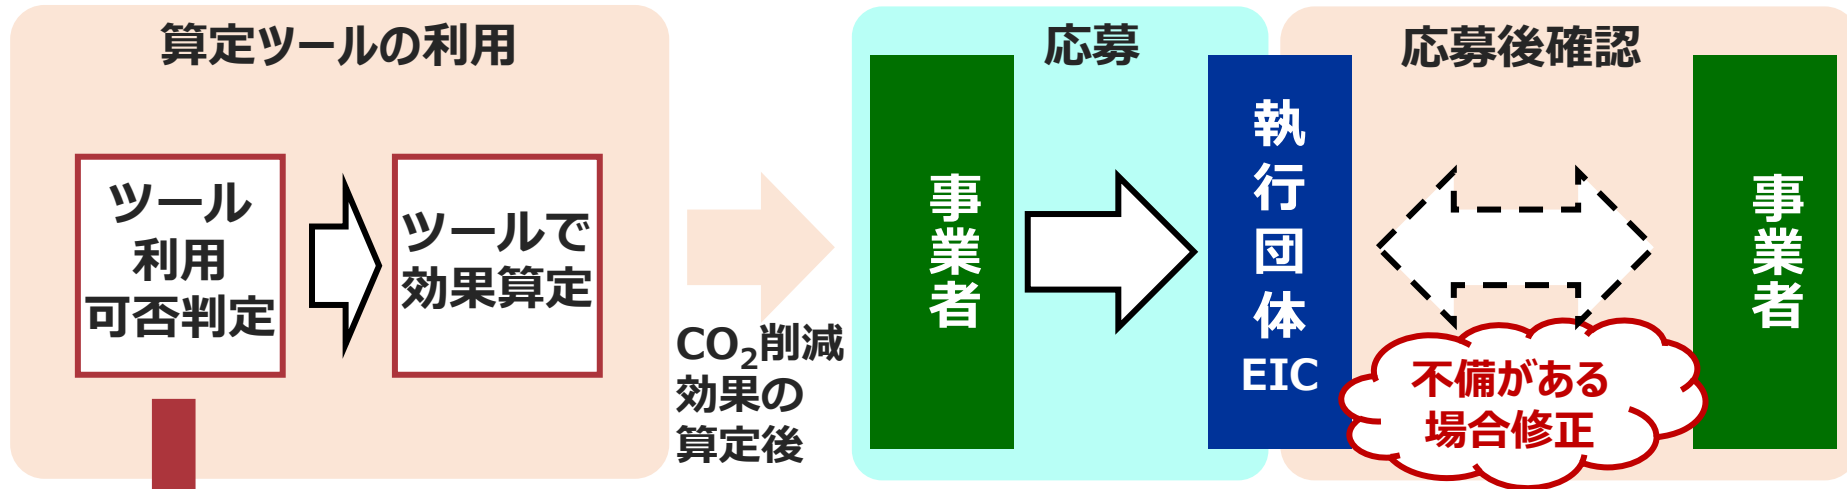 算定ツールの利用
ツール
利用
可否判定
ツールで
効果算定
CO₂削減
効果の
算定後
応募
事業者
執行団体
EIC
応募後確認
不備がある
場合修正
事業者